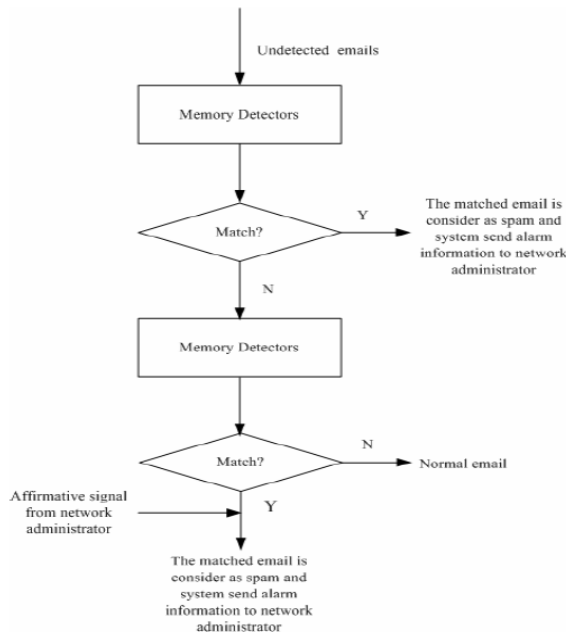 Undetected emails
Memory Detectors
Match?
Y
The matched email is
consider as spam and
system send alarm
information to network
administrator
N
Memory Detectors
Match?
N
Normal email
Affirmative signal
from network
administrator
Y
The matched email is
consider as spam and
system send alarm
information to network
administrator